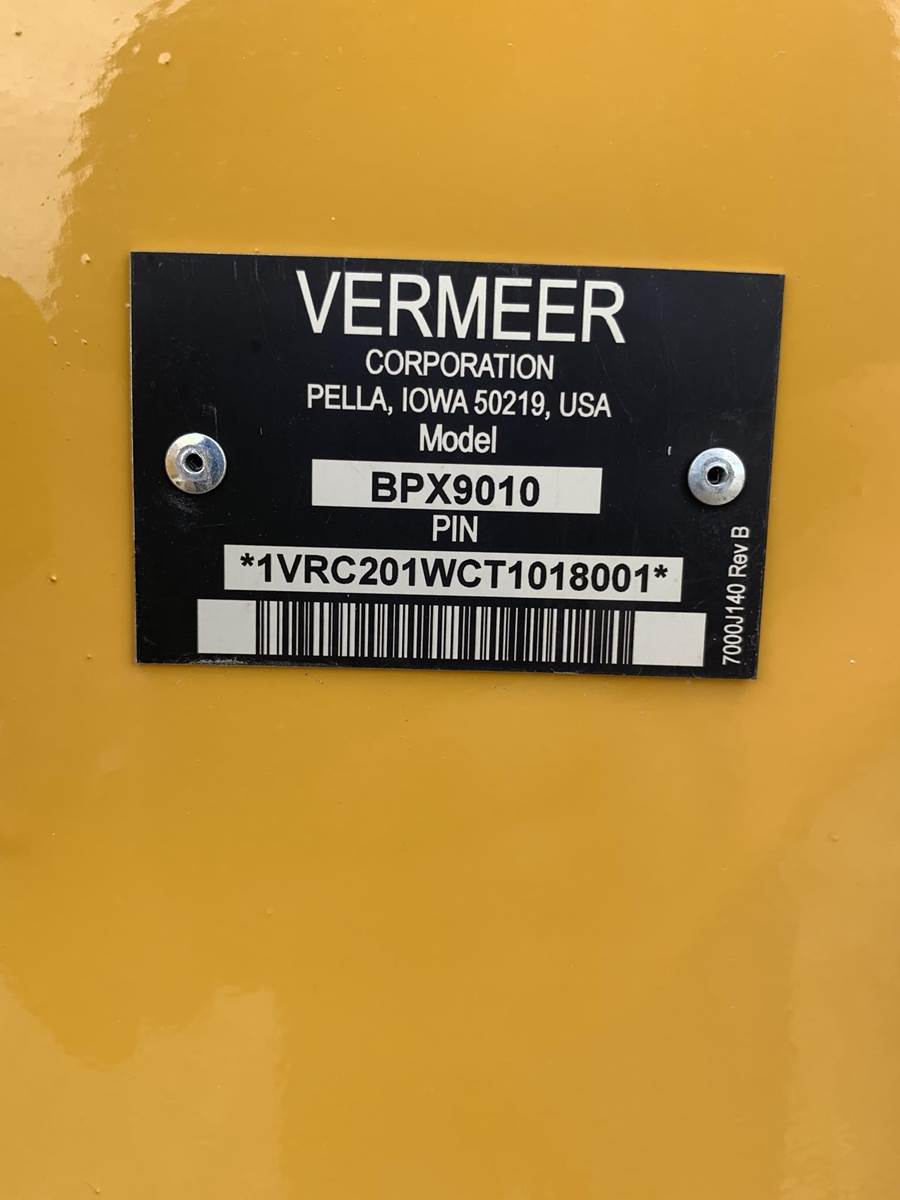 VERMEER
CORPORATION
PELLA, IOWA 50219, USA
Model
BPX9010
PIN
*1VRC201WCT1018001*
7000J140 Rev B